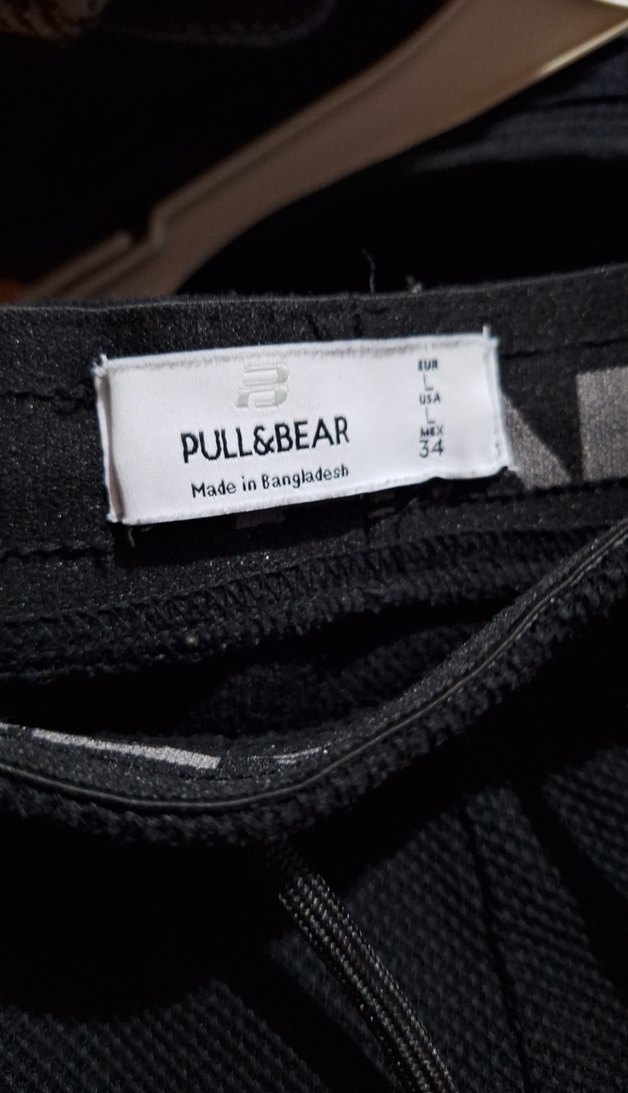 PULL&BEAR
Made in Bangladesh
EUR
L
USA
L
MEX
34